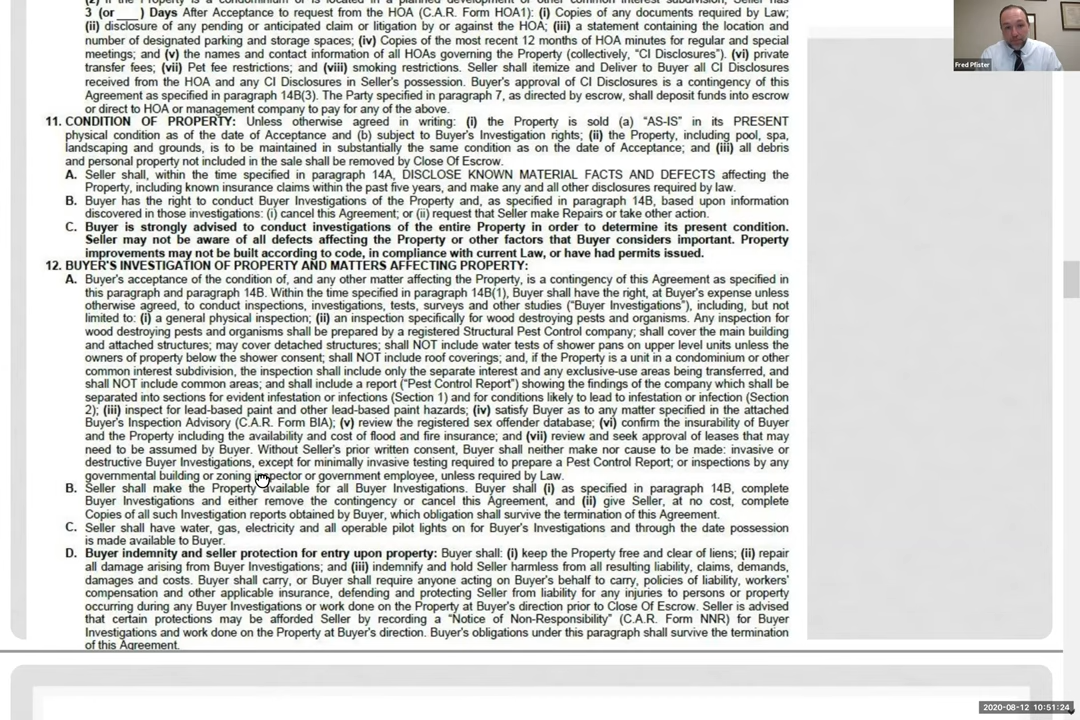 3 (or ___ ) Days After Acceptance to request from the HOA (C.A.R. Form HOA1): (i) Copies of any documents required by Law;
(ii) disclosure of any pending or anticipated claim or litigation by or against the HOA; (iii) a statement containing the location and
number of designated parking and storage spaces; (iv) Copies of the most recent 12 months of HOA minutes for regular and special
meetings; and (v) the names and contact information of all HOAs governing the Property (collectively, “CI Disclosures”). (vi) private
transfer fees; (vii) Pet fee restrictions; and (viii) smoking restrictions. Seller shall itemize and Deliver to Buyer all CI Disclosures
received from the HOA and any CI Disclosures in Seller's possession. Buyer's approval of CI Disclosures is a contingency of this
Agreement as specified in paragraph 14B(3). The Party specified in paragraph 7, as directed by escrow, shall deposit funds into escrow
or direct to HOA or management company to pay for any of the above.
11. CONDITION OF PROPERTY: Unless otherwise agreed in writing: (i) the Property is sold (a) “AS-IS” in its PRESENT
physical condition as of the date of Acceptance and (b) subject to Buyer's Investigation rights; (ii) the Property, including pool, spa,
landscaping and grounds, is to be maintained in substantially the same condition as on the date of Acceptance; and (iii) all debris
and personal property not included in the sale shall be removed by Close Of Escrow.
A. Seller shall, within the time specified in paragraph 14A, DISCLOSE KNOWN MATERIAL FACTS AND DEFECTS affecting the
Property, including known insurance claims within the past five years, and make any and all other disclosures required by law.
B. Buyer has the right to conduct Buyer Investigations of the Property and, as specified in paragraph 14B, based upon information
discovered in those investigations: (i) cancel this Agreement; or (ii) request that Seller make Repairs or take other action.
C. Buyer is strongly advised to conduct investigations of the entire Property in order to determine its present condition.
Seller may not be aware of all defects affecting the Property or other factors that Buyer considers important. Property
improvements may not be built according to code, in compliance with current Law, or have had permits issued.
12. BUYER'S INVESTIGATION OF PROPERTY AND MATTERS AFFECTING PROPERTY:
A. Buyer's acceptance of the condition of, and any other matter affecting the Property, is a contingency of this Agreement as specified in
this paragraph and paragraph 14B. Within the time specified in paragraph 14B(1), Buyer shall have the right, at Buyer's expense unless
otherwise agreed, to conduct inspections, investigations, tests, surveys and other studies (“Buyer Investigations”), including, but not
limited to: (i) a general physical inspection; (ii) an inspection specifically for wood destroying pests and organisms. Any inspection for
wood destroying pests and organisms shall be prepared by a registered Structural Pest Control company; shall cover the main building
and attached structures; may cover detached structures; shall NOT include water tests of shower pans on upper level units unless the
owners of property below the shower consent; shall NOT include roof coverings; and, if the Property is a unit in a condominium or other
common interest subdivision, the inspection shall include only the separate interest and any exclusive-use areas being transferred, and
shall NOT include common areas; and shall include a report (“Pest Control Report”) showing the findings of the company which shall be
separated into sections for evident infestation or infections (Section 1) and for conditions likely to lead to infestation or infection (Section
2); (iii) inspect for lead-based paint and other lead-based paint hazards; (iv) satisfy Buyer as to any matter specified in the attached
Buyer's Inspection Advisory (C.A.R. Form BIA); (v) review the registered sex offender database; (vi) confirm the insurability of Buyer
and the Property including the availability and cost of flood and fire insurance; and (vii) review and seek approval of leases that may
need to be assumed by Buyer. Without Seller's prior written consent, Buyer shall neither make nor cause to be made: invasive or
destructive Buyer Investigations, except for minimally invasive testing required to prepare a Pest Control Report; or inspections by any
governmental building or zoning inspector or government employee, unless required by Law.
B. Seller shall make the Property available for all Buyer Investigations. Buyer shall (i) as specified in paragraph 14B, complete
Buyer Investigations and either remove the contingency or cancel this Agreement, and (ii) give Seller, at no cost, complete
Copies of all such Investigation reports obtained by Buyer, which obligation shall survive the termination of this Agreement.
C. Seller shall have water, gas, electricity and all operable pilot lights on for Buyer's Investigations and through the date possession
is made available to Buyer.
D. Buyer indemnity and seller protection for entry upon property: Buyer shall: (i) keep the Property free and clear of liens; (ii) repair
all damage arising from Buyer Investigations; and (iii) indemnify and hold Seller harmless from all resulting liability, claims, demands,
damages and costs. Buyer shall carry, or Buyer shall require anyone acting on Buyer's behalf to carry, policies of liability, workers'
compensation and other applicable insurance, defending and protecting Seller from liability for any injuries to persons or property
occurring during any Buyer Investigations or work done on the Property at Buyer's direction prior to Close Of Escrow. Seller is advised
that certain protections may be afforded Seller by recording a “Notice of Non-Responsibility” (C.A.R. Form NNR) for Buyer
Investigations and work done on the Property at Buyer's direction. Buyer's obligations under this paragraph shall survive the termination
of this Agreement.
Fred Pfister
2020-08-12 10:51:24